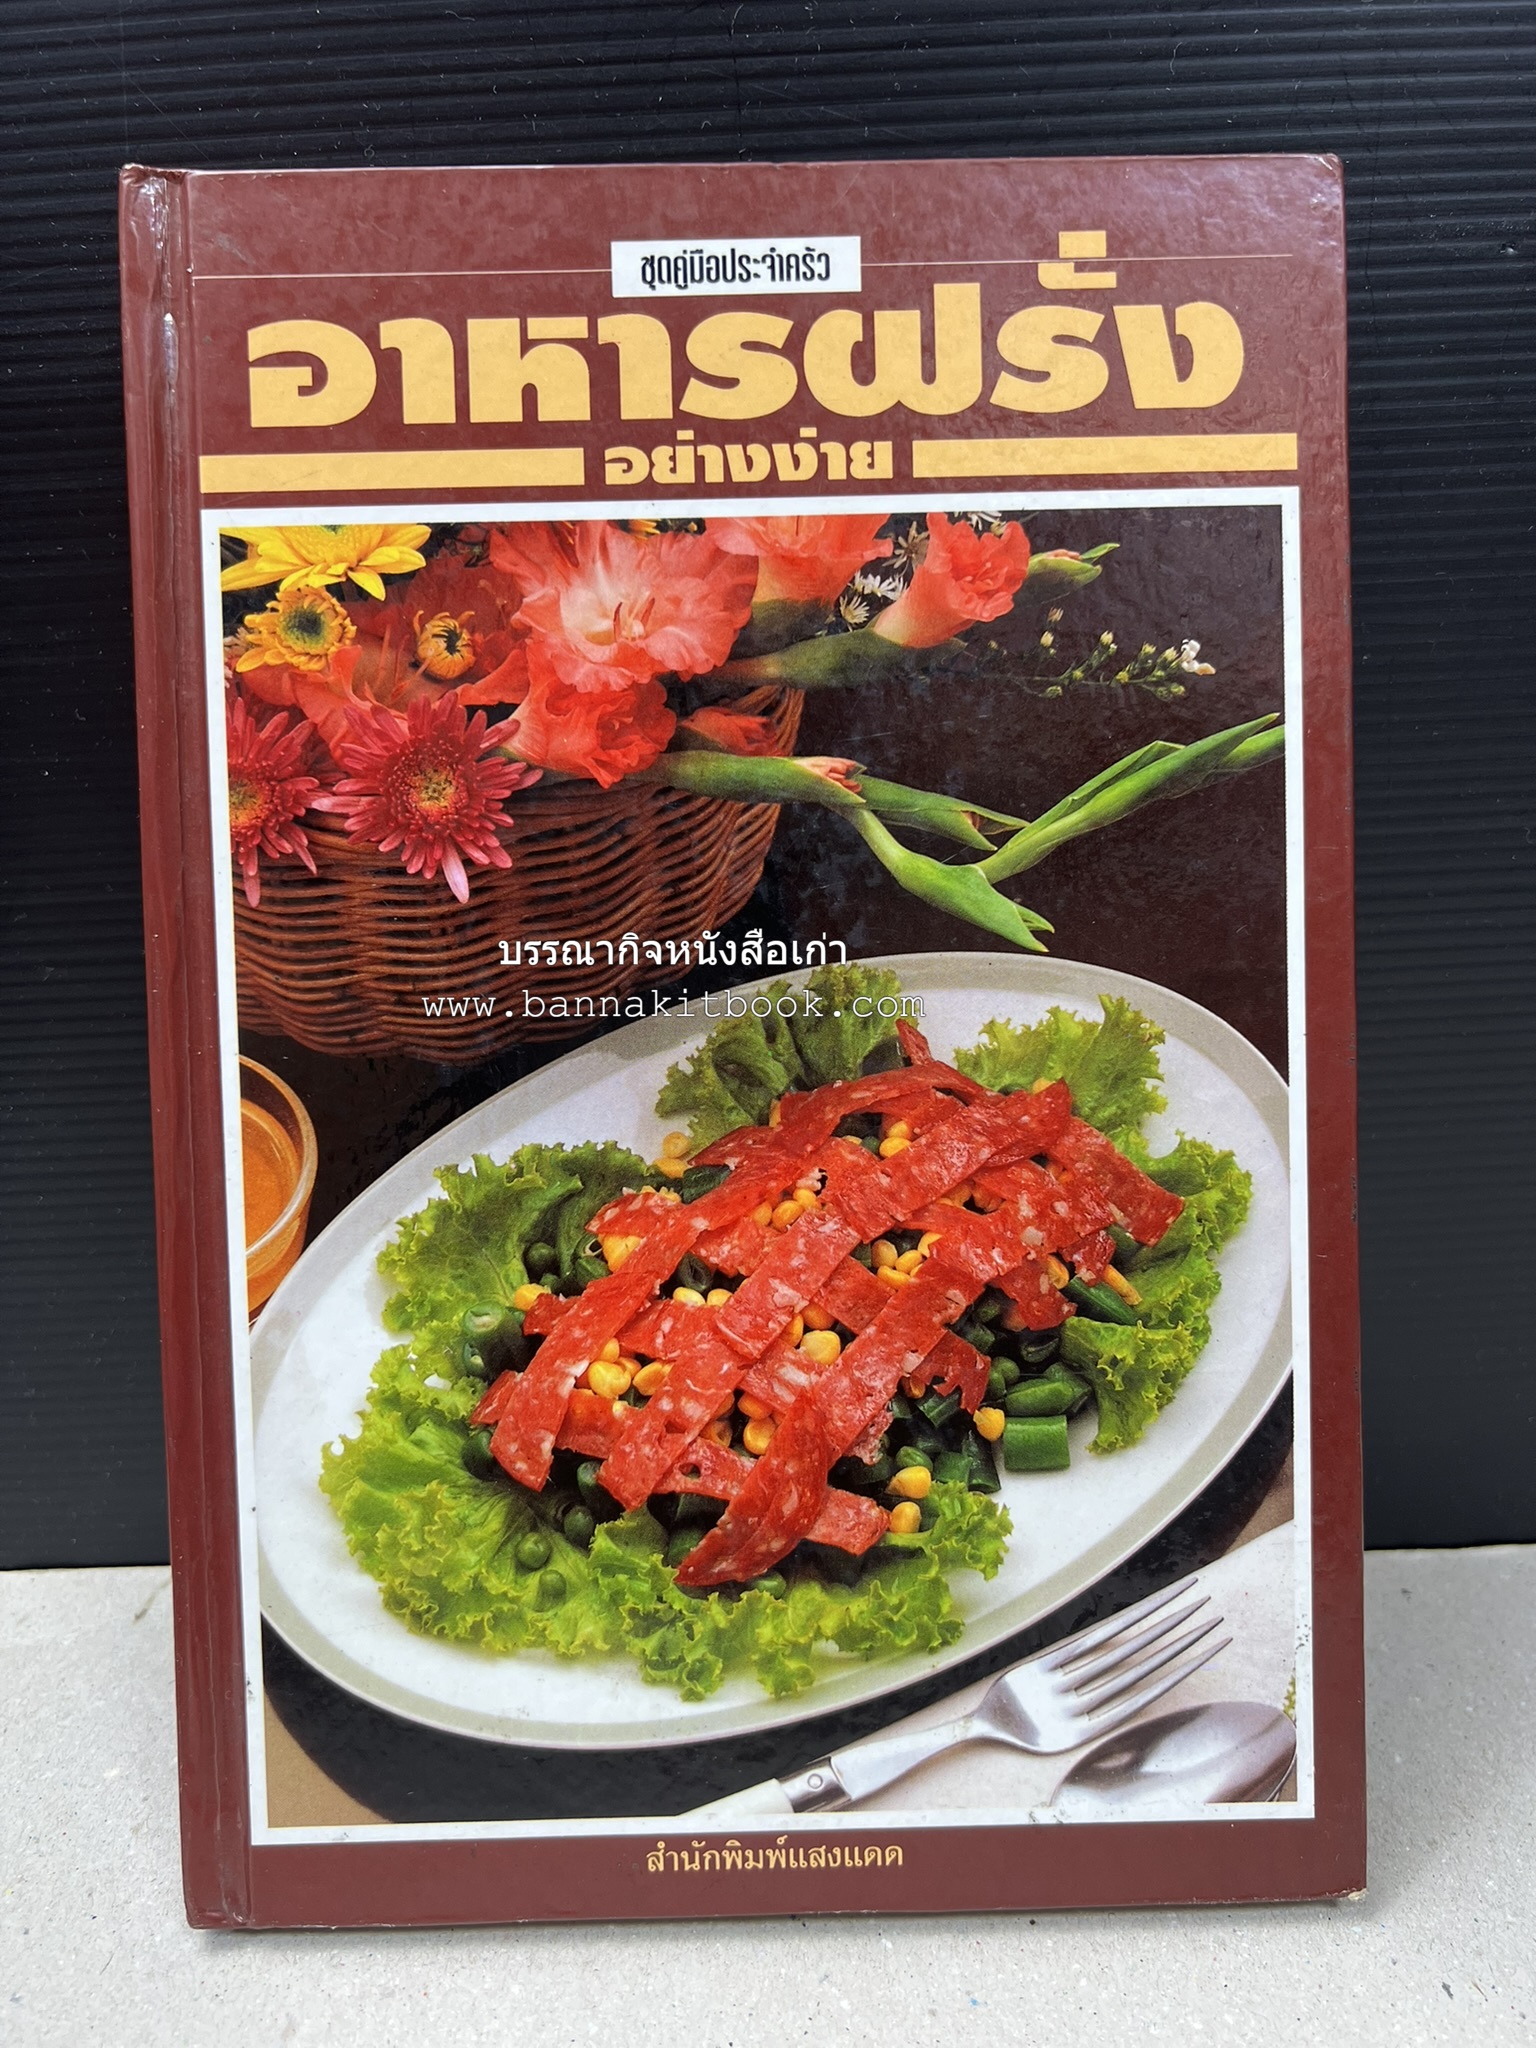 ชุดคู่มือประจำครัว
อาหารฝรั่ง
อย่างง่าย
บรรณากิจหนังสือเก่า
www.bannakitbook.com
สำนักพิมพ์แสงแดด